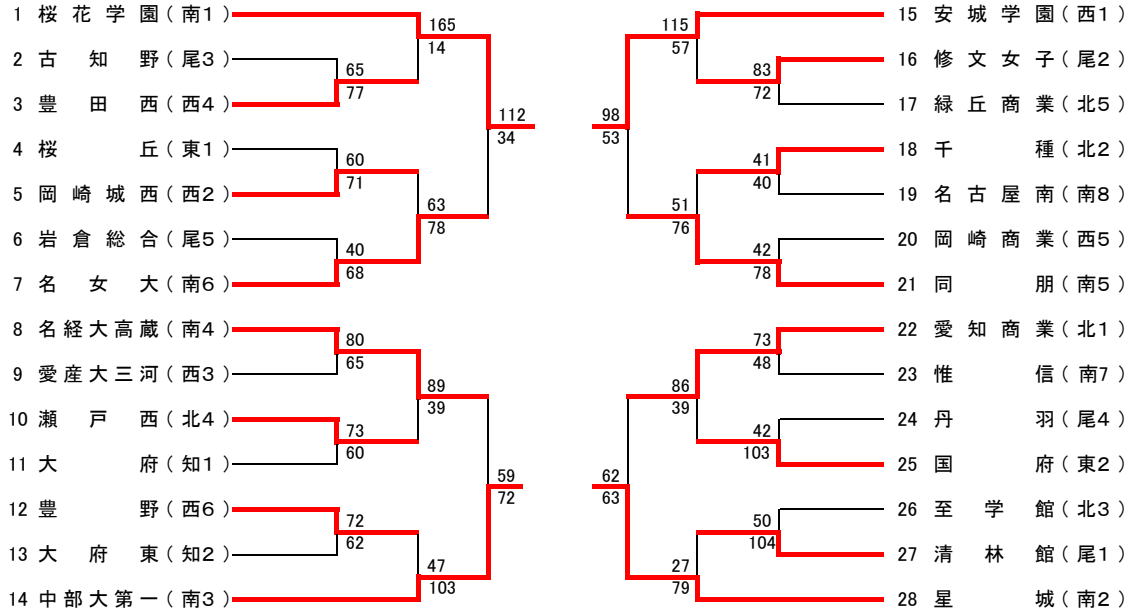 1 桜花学園(南1)
2 古知野(尾3)
3 豊田西(西4)
4 桜丘(東1)
5 岡崎城西(西2)
6 岩倉総合(尾5)
7 名女大(南6)
8 名経大高蔵(南4)
9 愛産大三河(西3)
10 瀬戸西(北4)
11 大府(知1)
12 豊野(西6)
13 大府東(知2)
14 中部大第一(南3)
65
77
60
71
40
68
80
65
73
60
72
62
165
14
63
78
89
39
47
103
112
34
59
72
98
53
62
63
115
57
51
76
86
39
27
79
83
72
41
40
42
78
73
48
42
103
50
104
15 安城学園(西1)
16 修文女子(尾2)
17 緑丘商業(北5)
18 千種(北2)
19 名古屋南(南8)
20 岡崎商業(西5)
21 同朋(南5)
22 愛知商業(北1)
23 惟信(南7)
24 丹羽(尾4)
25 国府(東2)
26 至学館(北3)
27 清林館(尾1)
28 星城(南2)